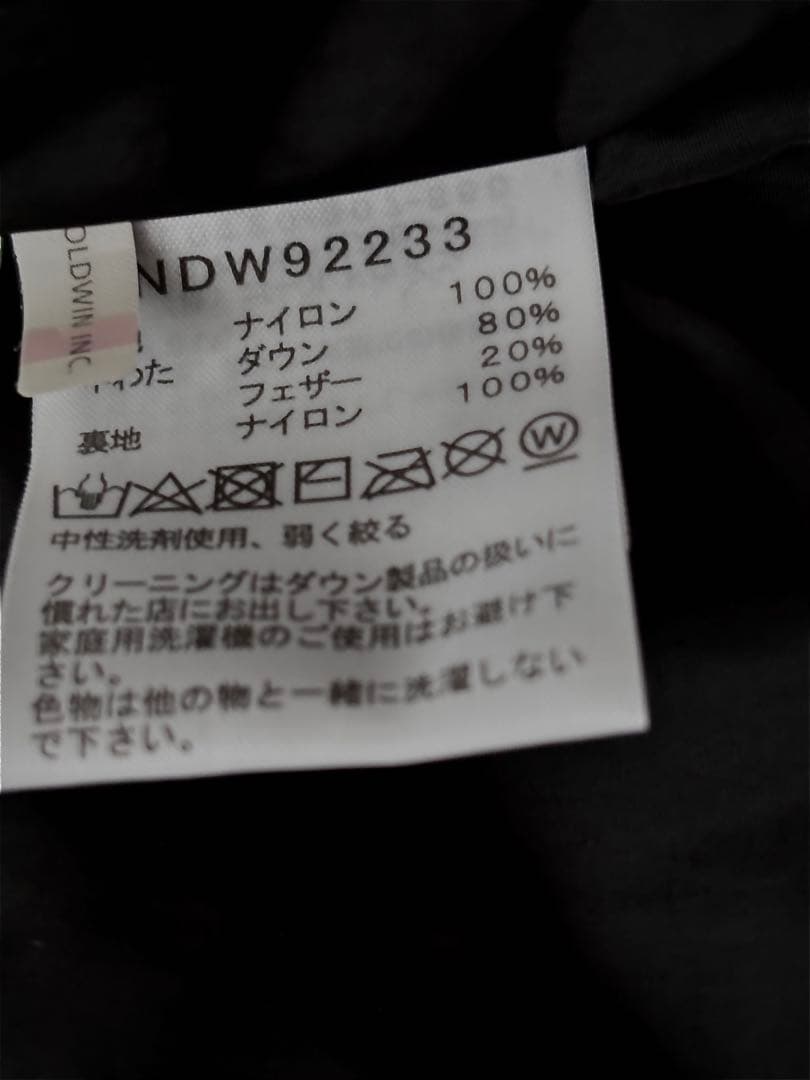 OLDWIN INC
NDW92233
ナイロン 100%
中わた ダウン 80%
フェザー 20%
裏地 ナイロン 100%
W
中性洗剤使用、弱く絞る
クリーニングはダウン製品の扱いに
慣れた店にお出し下さい。
家庭用洗濯機のご使用はお避け下
さい。
色物は他の物と一緒に洗濯しない
で下さい。